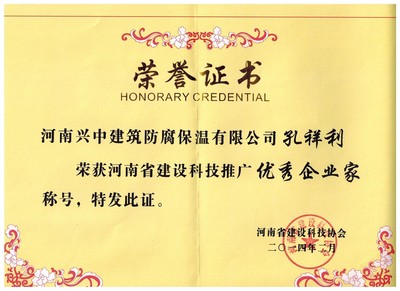 荣誉证书
HONORARY CREDENTIAL
河南兴中建筑防腐保温有限公司孔祥利
荣获河南省建设科技推广优秀企业家
称号，特发此证。
河南省建设科技协会
二〇一四年二月